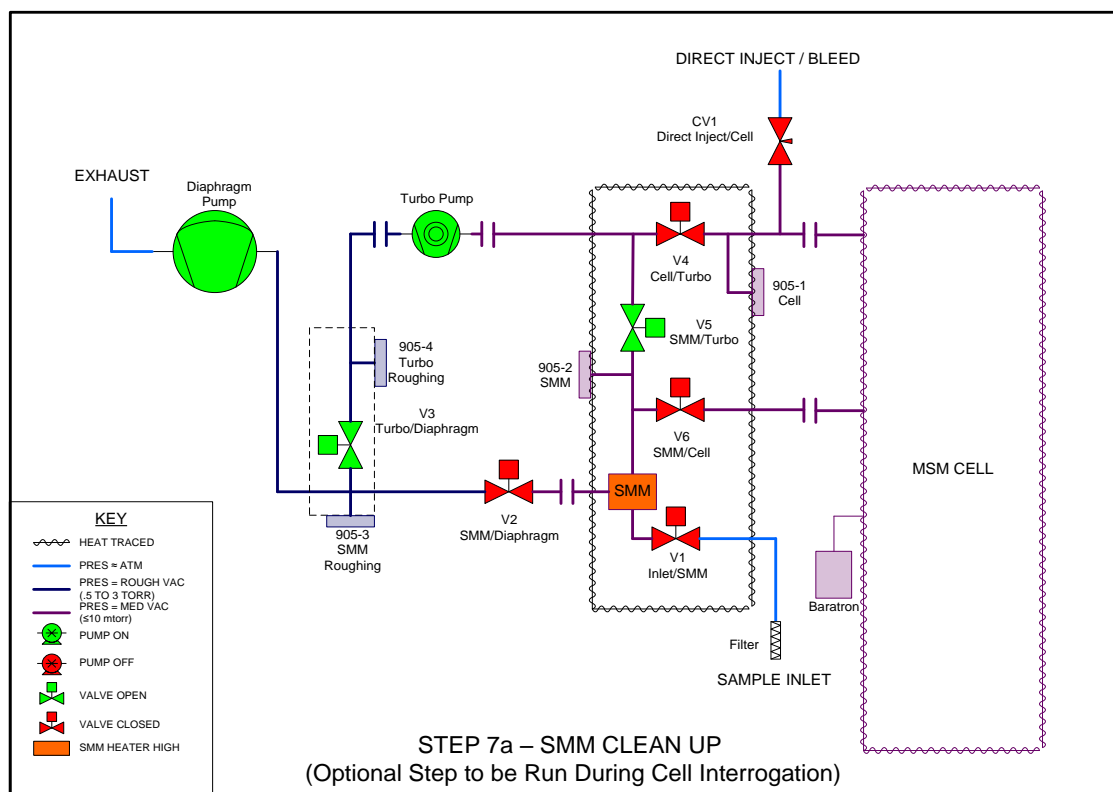 DIRECT INJECT / BLEED
CV1
Direct Inject/Cell
EXHAUST
Diaphragm
Pump
Turbo Pump
V4
Cell/Turbo
905-1
Cell
V5
SMM/Turbo
905-4
Turbo
Roughing
905-2
SMM
V3
Turbo/Diaphragm
V6
SMM/Cell
MSM CELL
SMM
V2
SMM/Diaphragm
905-3
SMM
Roughing
V1
Inlet/SMM
Baratron
Filter
SAMPLE INLET
KEY
HEAT TRACED
PRES ≈ ATM
PRES = ROUGH VAC
(.5 TO 3 TORR)
PRES = MED VAC
(≤10 mtorr)
PUMP ON
PUMP OFF
VALVE OPEN
VALVE CLOSED
SMM HEATER HIGH
STEP 7a – SMM CLEAN UP
(Optional Step to be Run During Cell Interrogation)